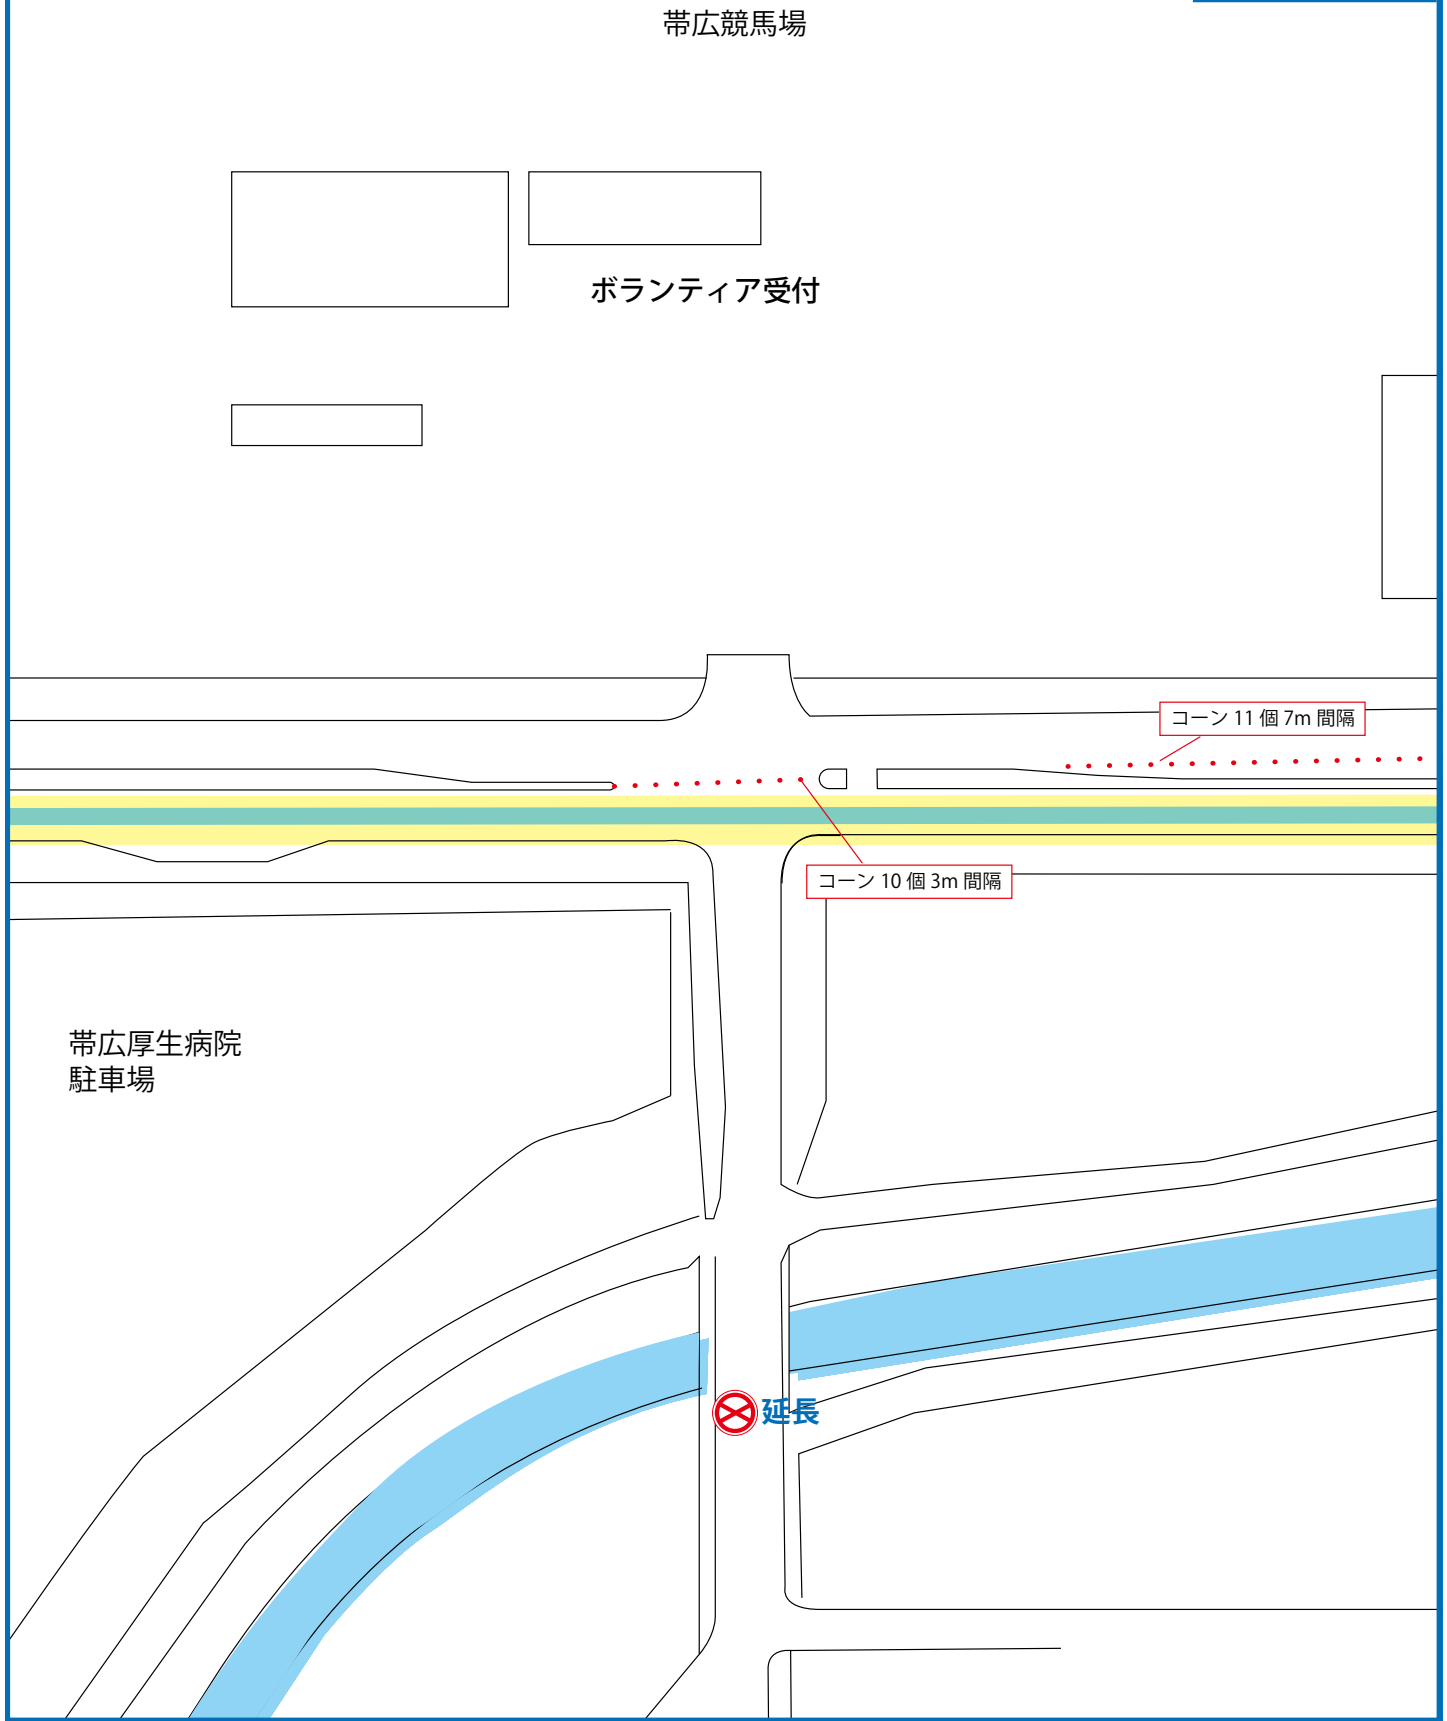 帯広競馬場
ボランティア受付
コーン 11 個 7m 間隔
コーン 10 個 3m 間隔
帯広厚生病院
駐車場
延長